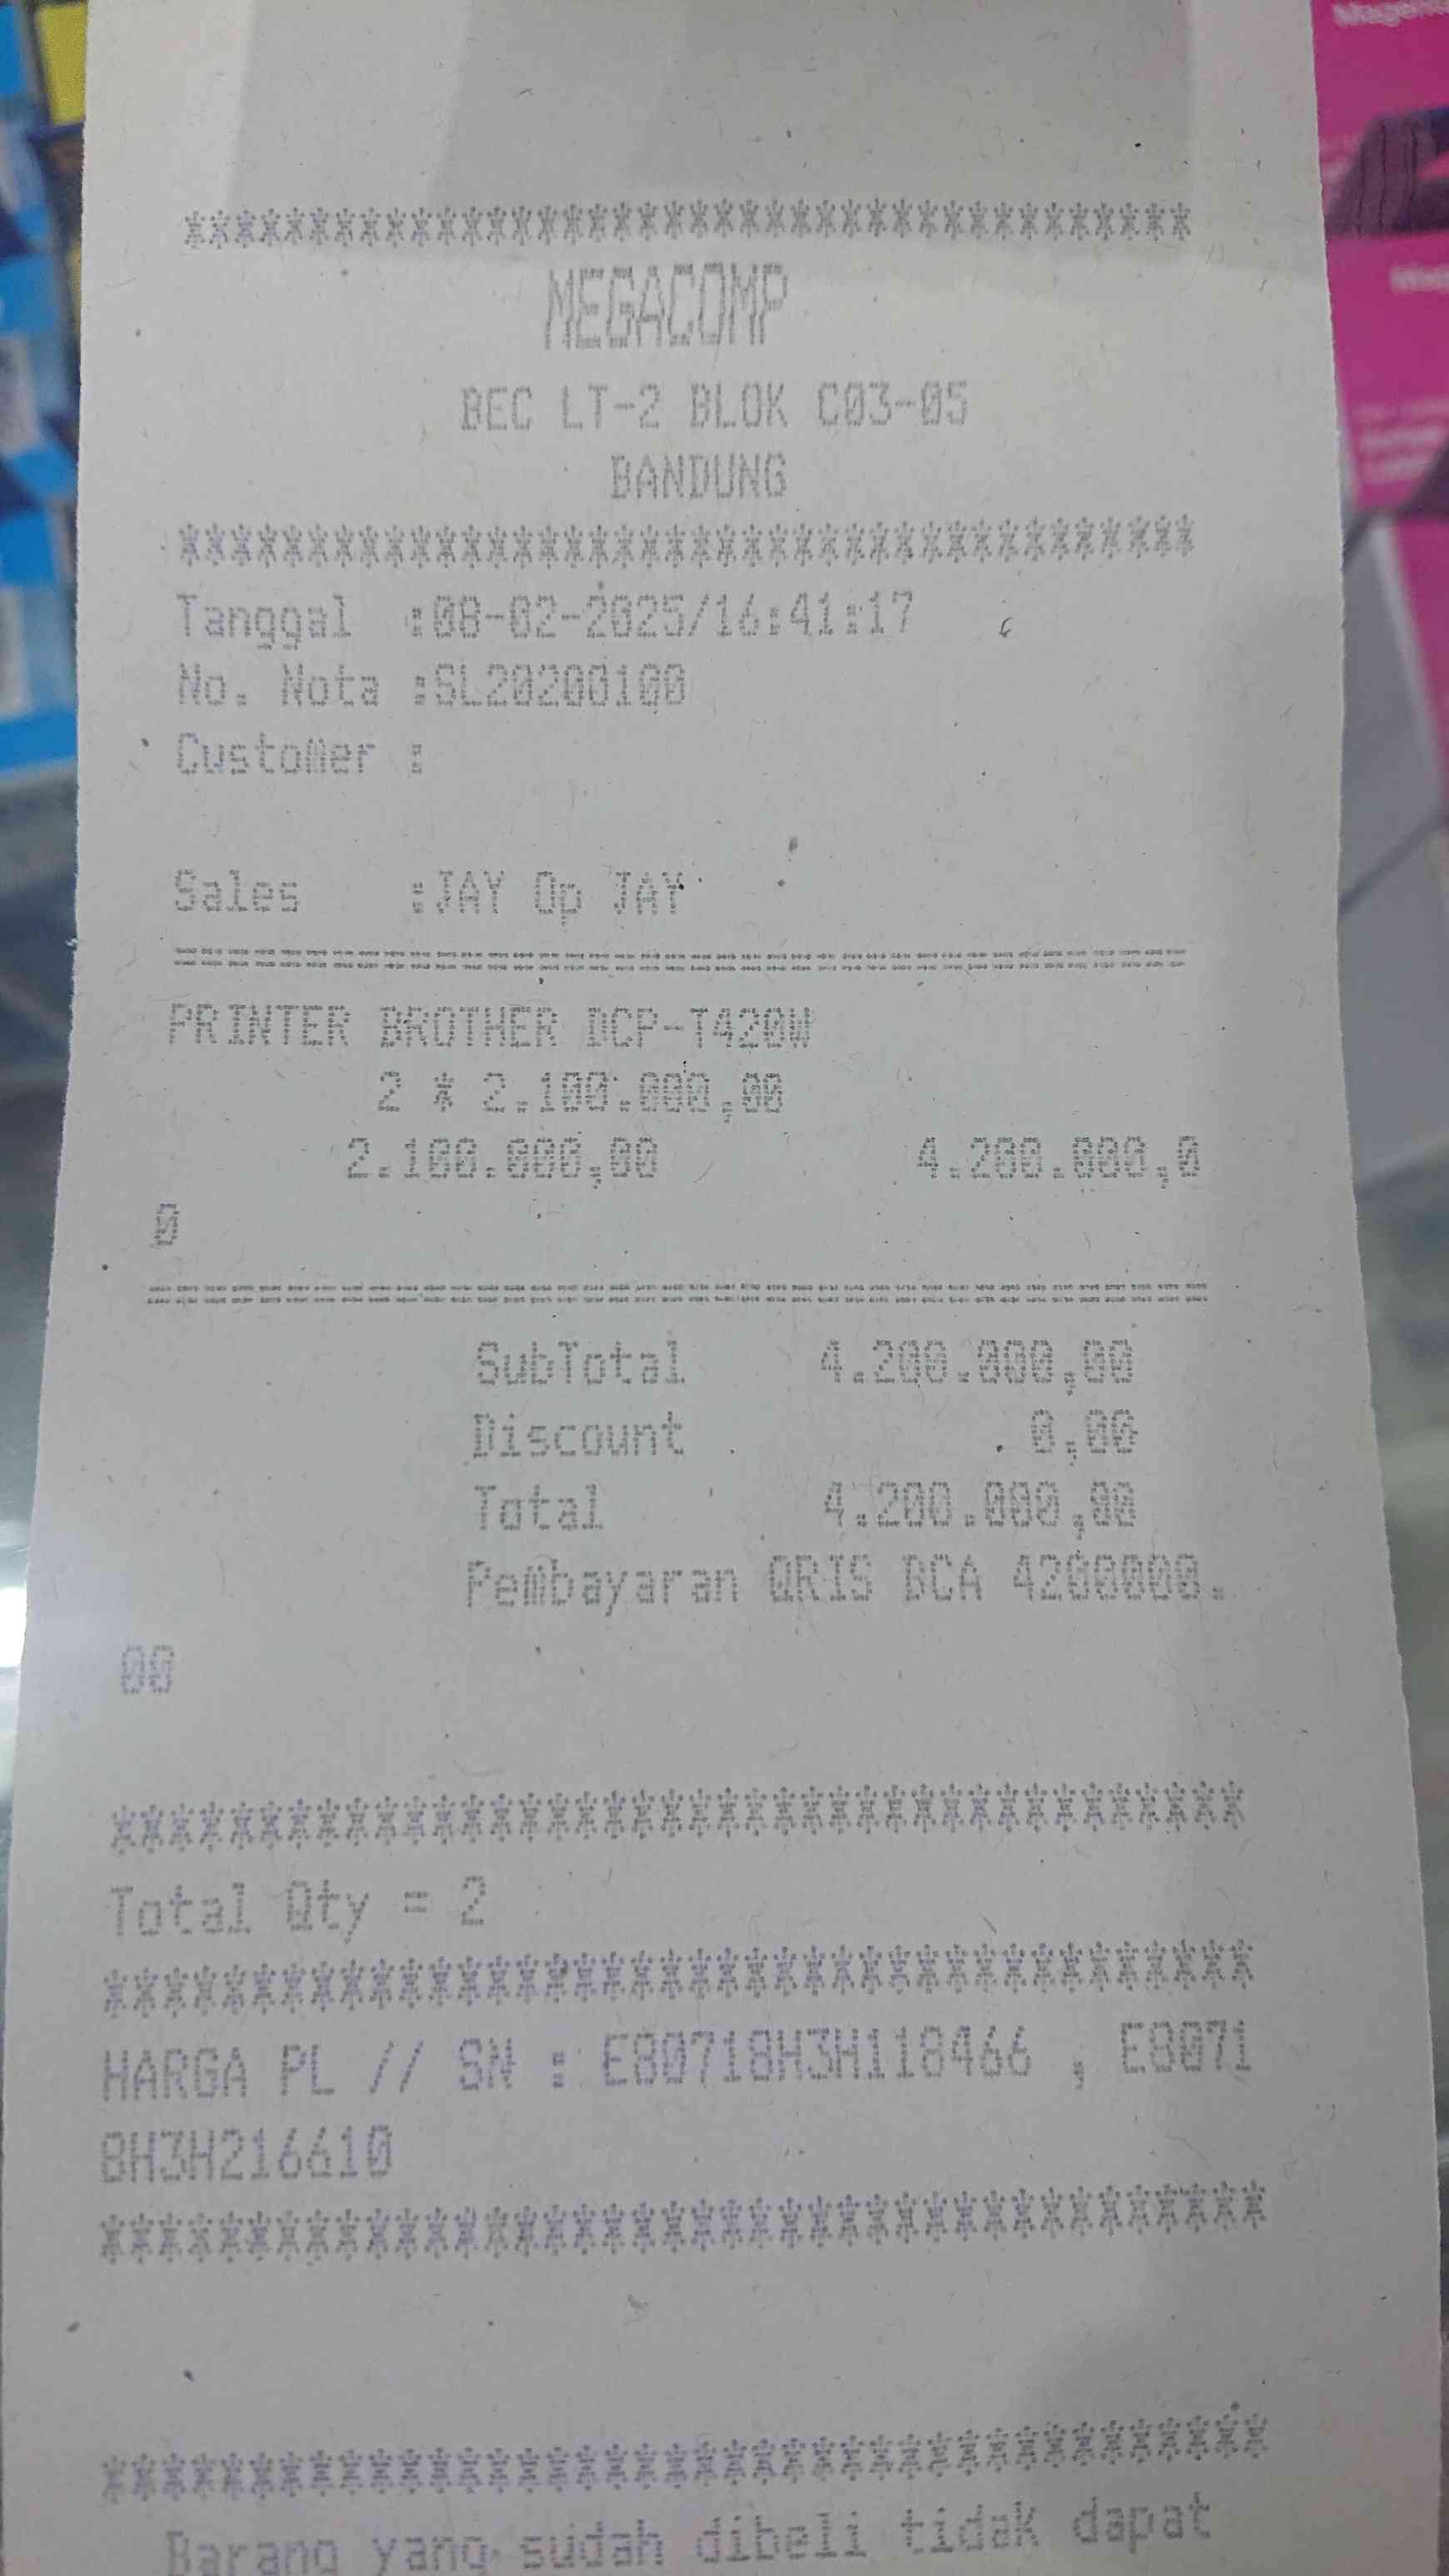 ****************************************
MEGACOMP
BEC LT-2 BLOK C03-05
BANDUNG
****************************************
Tanggal :08-02-2025/16:41:17
No. Nota :SL20200100
Customer :
Sales :JAY Op JAY
========================================
PRINTER BROTHER DCP-T420W
2 * 2.100.000,00
2.100.000,00 4.200.000,0
0
========================================
SubTotal 4.200.000,00
Discount 0,00
Total 4.200.000,00
Pembayaran QRIS BCA 4200000.
00
****************************************
Total Qty = 2
****************************************
HARGA PL // SN : E80718H3H118466 , E8071
8H3H216610
****************************************
****************************************
Barang yang sudah dibeli tidak dapat